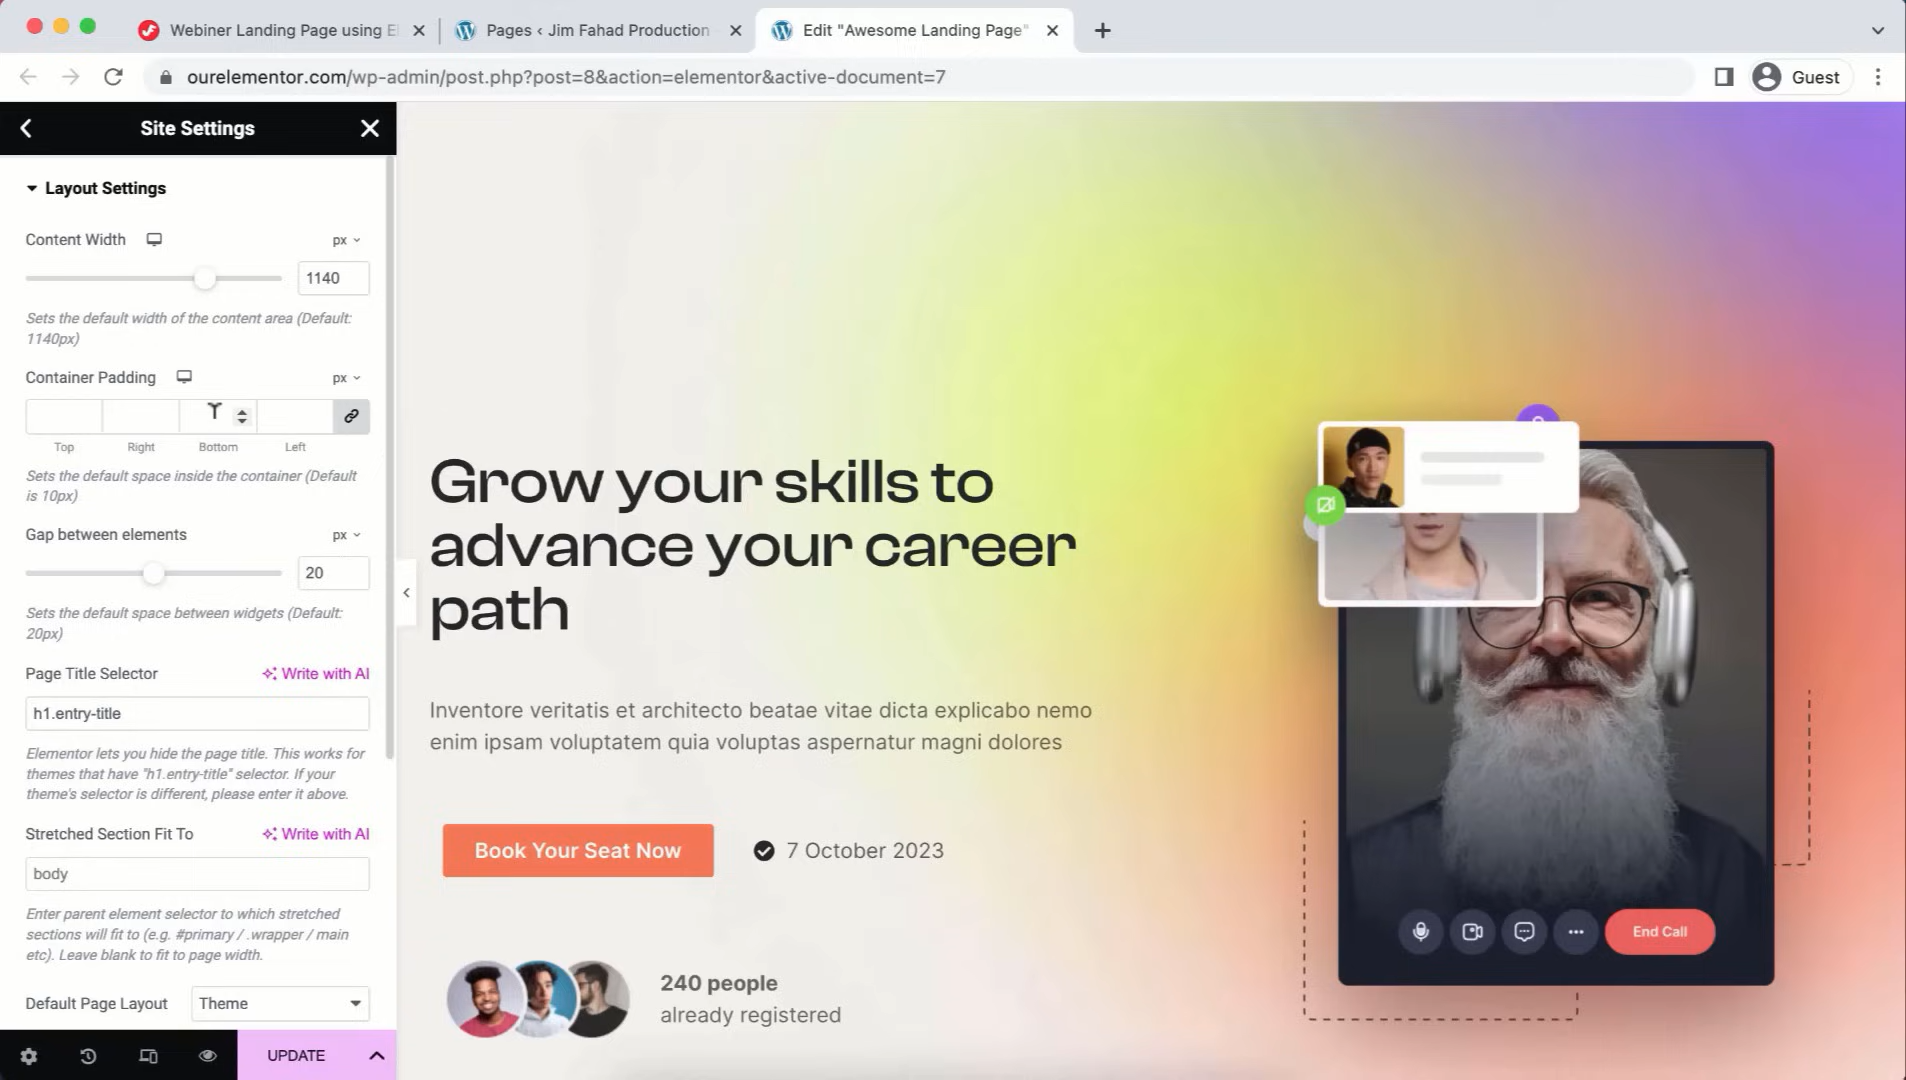 Webiner Landing Page using El
Pages ‹ Jim Fahad Production
Edit "Awesome Landing Page"
ourelementor.com/wp-admin/post.php?post=8&action=elementor&active-document=7
Guest
Site Settings
Layout Settings
Content Width
px
1140
Sets the default width of the content area (Default:
1140px)
Container Padding
px
Top
Right
Bottom
Left
Sets the default space inside the container (Default
is 10px)
Gap between elements
px
20
Sets the default space between widgets (Default:
20px)
Page Title Selector
Write with AI
h1.entry-title
Elementor lets you hide the page title. This works for
themes that have "h1.entry-title" selector. If your
theme's selector is different, please enter it above.
Stretched Section Fit To
Write with AI
body
Enter parent element selector to which stretched
sections will fit to (e.g. #primary / .wrapper / main
etc). Leave blank to fit to page width.
Default Page Layout
Theme
UPDATE
Grow your skills to
advance your career
path
Inventore veritatis et architecto beatae vitae dicta explicabo nemo
enim ipsam voluptatem quia voluptas aspernatur magni dolores
Book Your Seat Now
7 October 2023
240 people
already registered
End Call